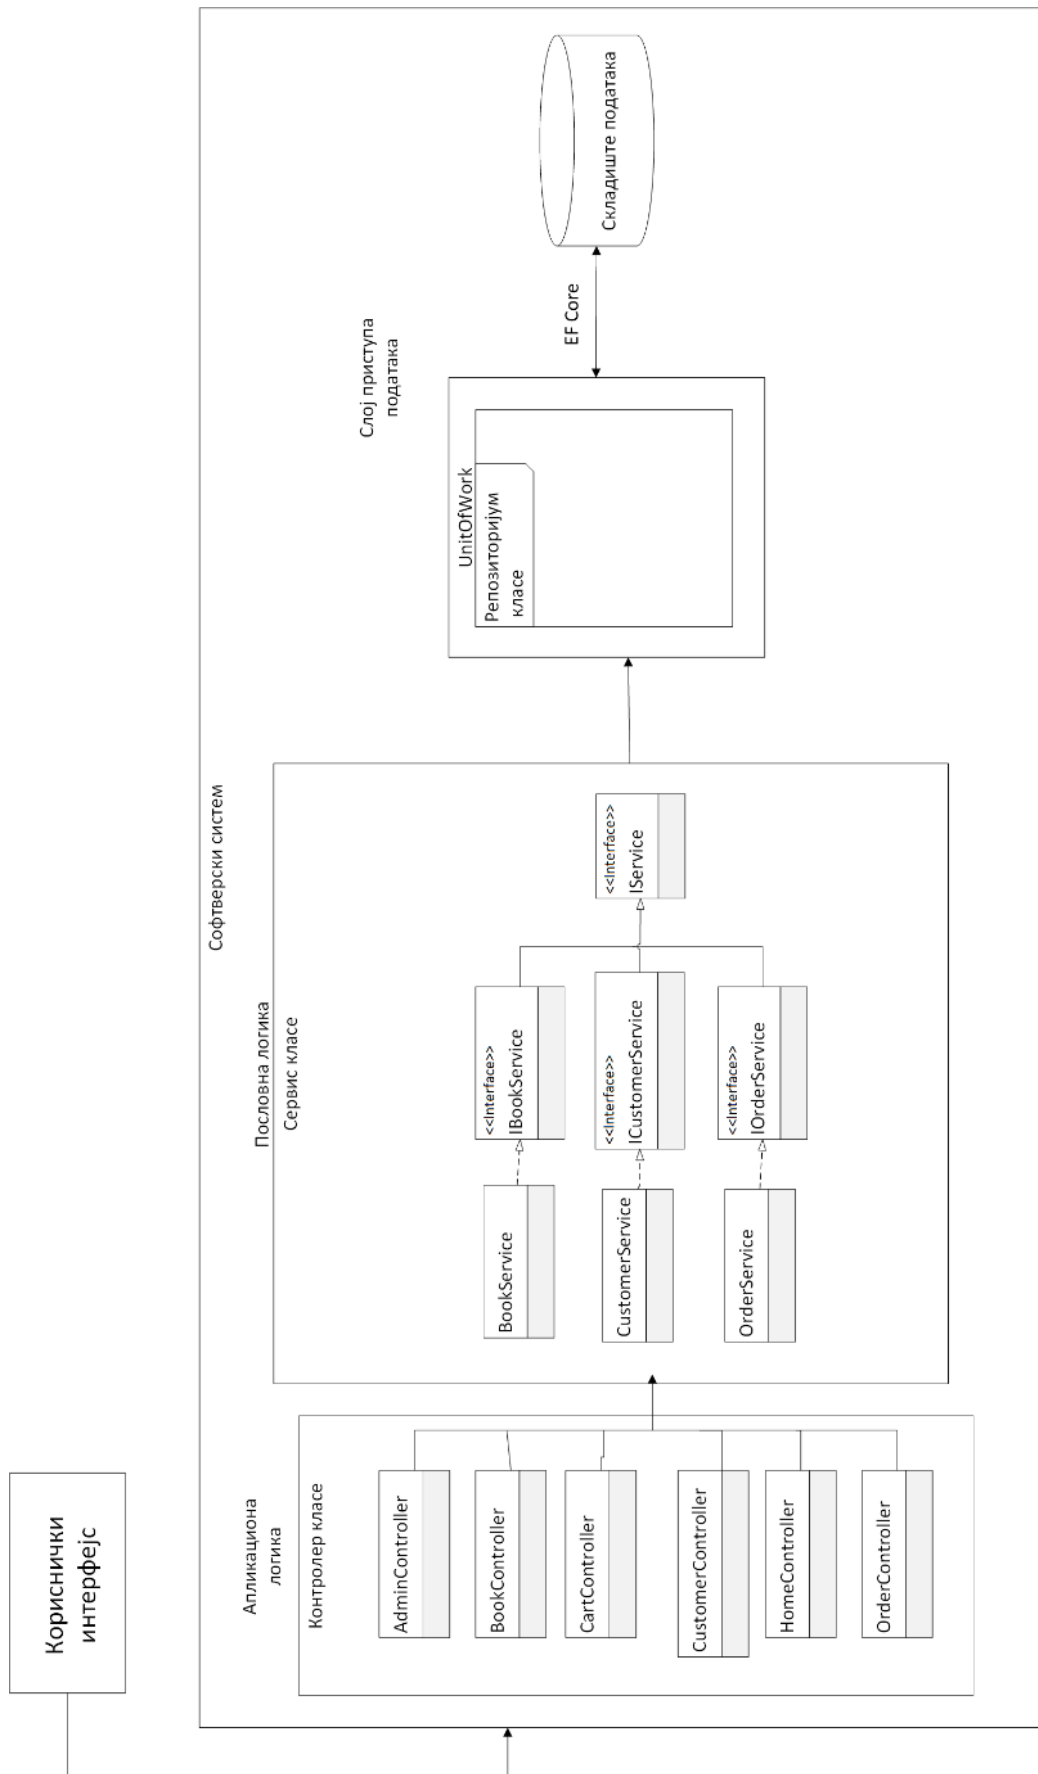 Кориснички
интерфејс
Софтверски систем
Апликациона
логика
Контролер класе
AdminController
BookController
CartController
CustomerController
HomeController
OrderController
Пословна логика
Сервис класе
BookService
CustomerService
OrderService
<<Interface>>
IBookService
<<Interface>>
ICustomerService
<<Interface>>
IOrderService
<<Interface>>
IService
Слој приступа
података
UnitOfWork
Репозиторијум
класе
EF Core
Складиште података